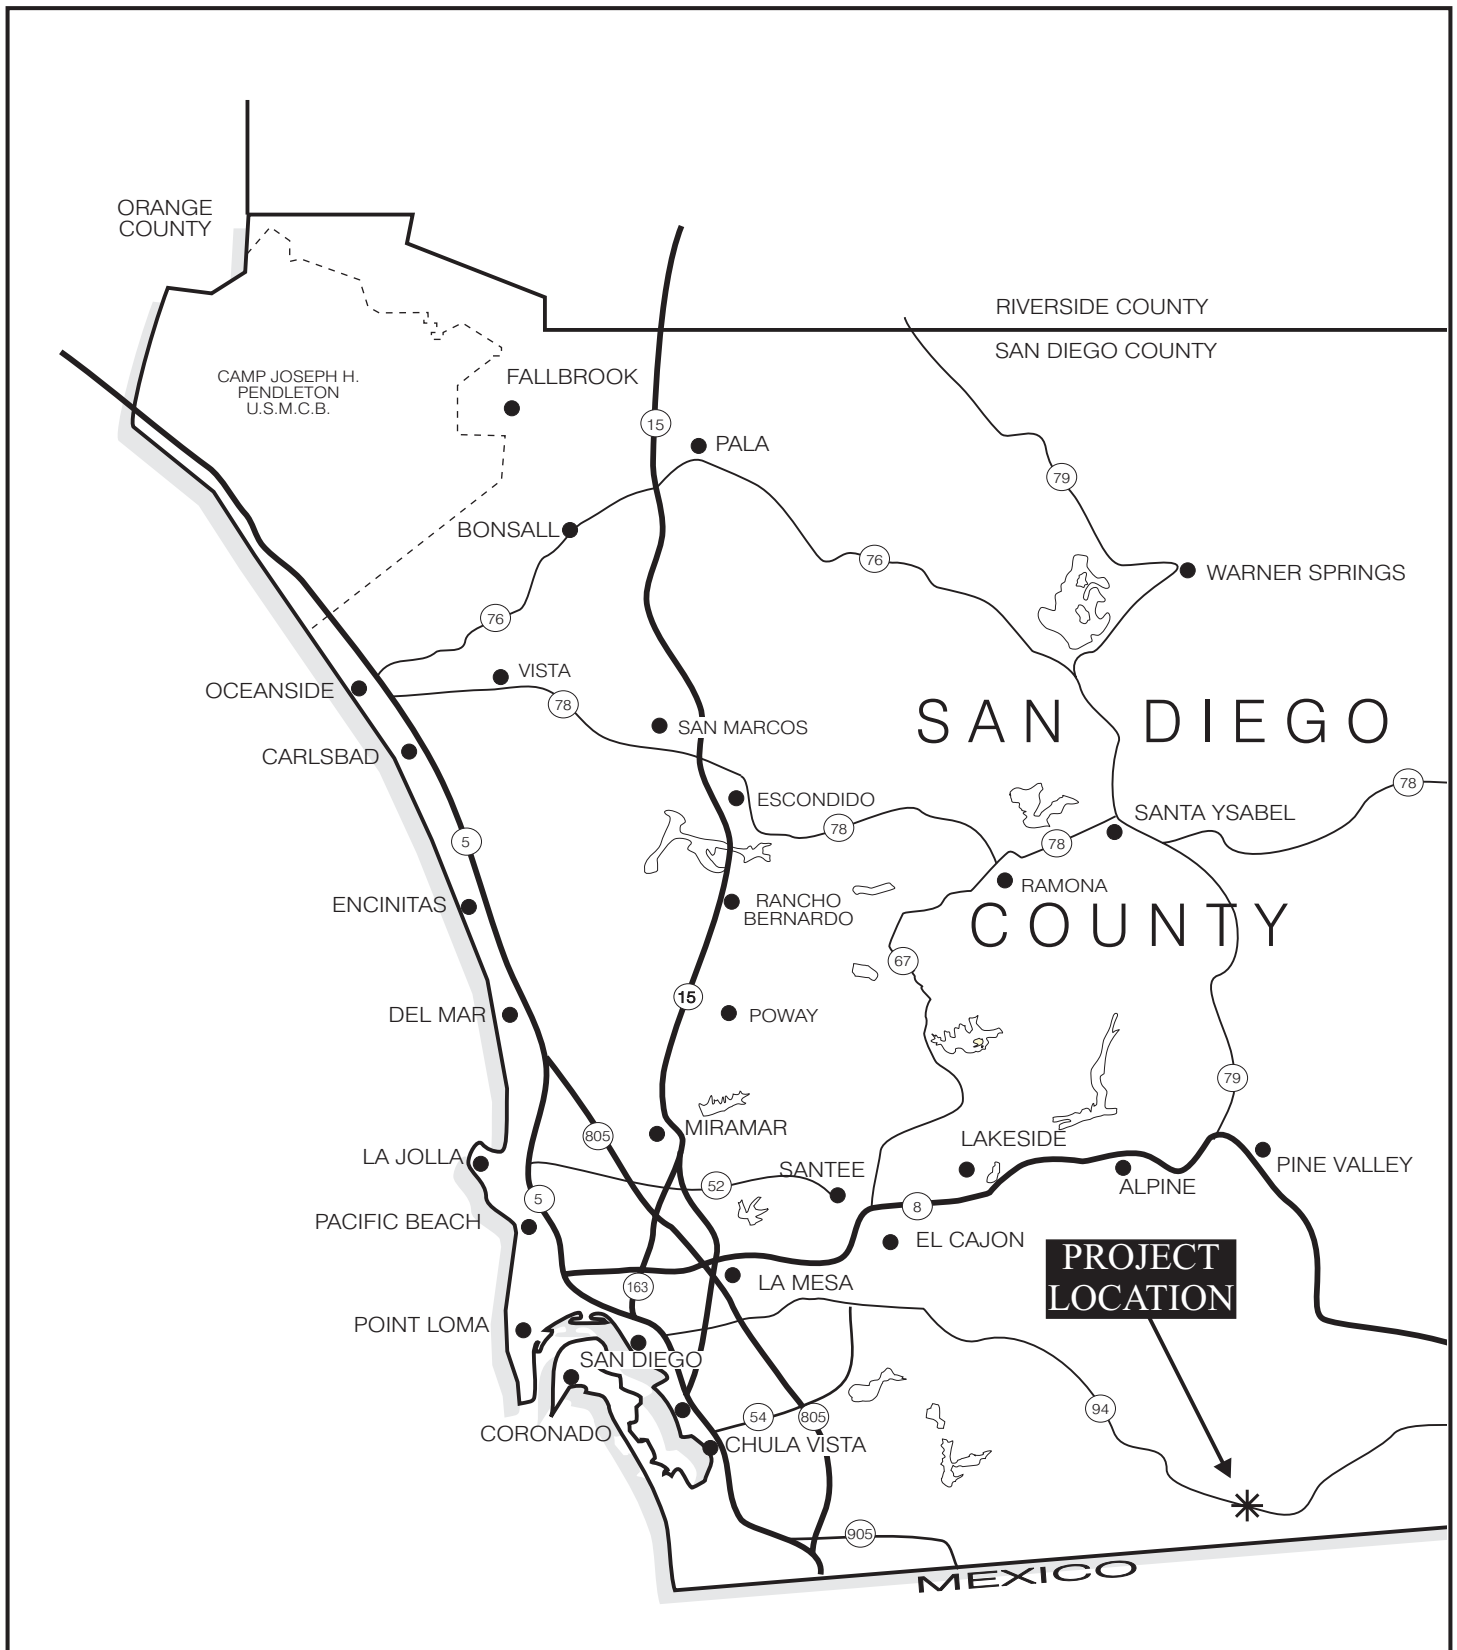 ORANGE
COUNTY
RIVERSIDE COUNTY
SAN DIEGO COUNTY
CAMP JOSEPH H.
PENDLETON
U.S.M.C.B.
FALLBROOK
15
PALA
79
BONSALL
76
WARNER SPRINGS
76
VISTA
OCEANSIDE
78
SAN MARCOS
SAN DIEGO
CARLSBAD
78
ESCONDIDO
SANTA YSABEL
78
5
78
RAMONA
ENCINITAS
RANCHO
BERNARDO
COUNTY
67
15
DEL MAR
POWAY
79
MIRAMAR
805
LAKESIDE
LA JOLLA
PINE VALLEY
SANTEE
52
ALPINE
5
8
PACIFIC BEACH
EL CAJON
PROJECT
LOCATION
163
LA MESA
POINT LOMA
SAN DIEGO
94
54
805
CORONADO
CHULA VISTA
905
MEXICO